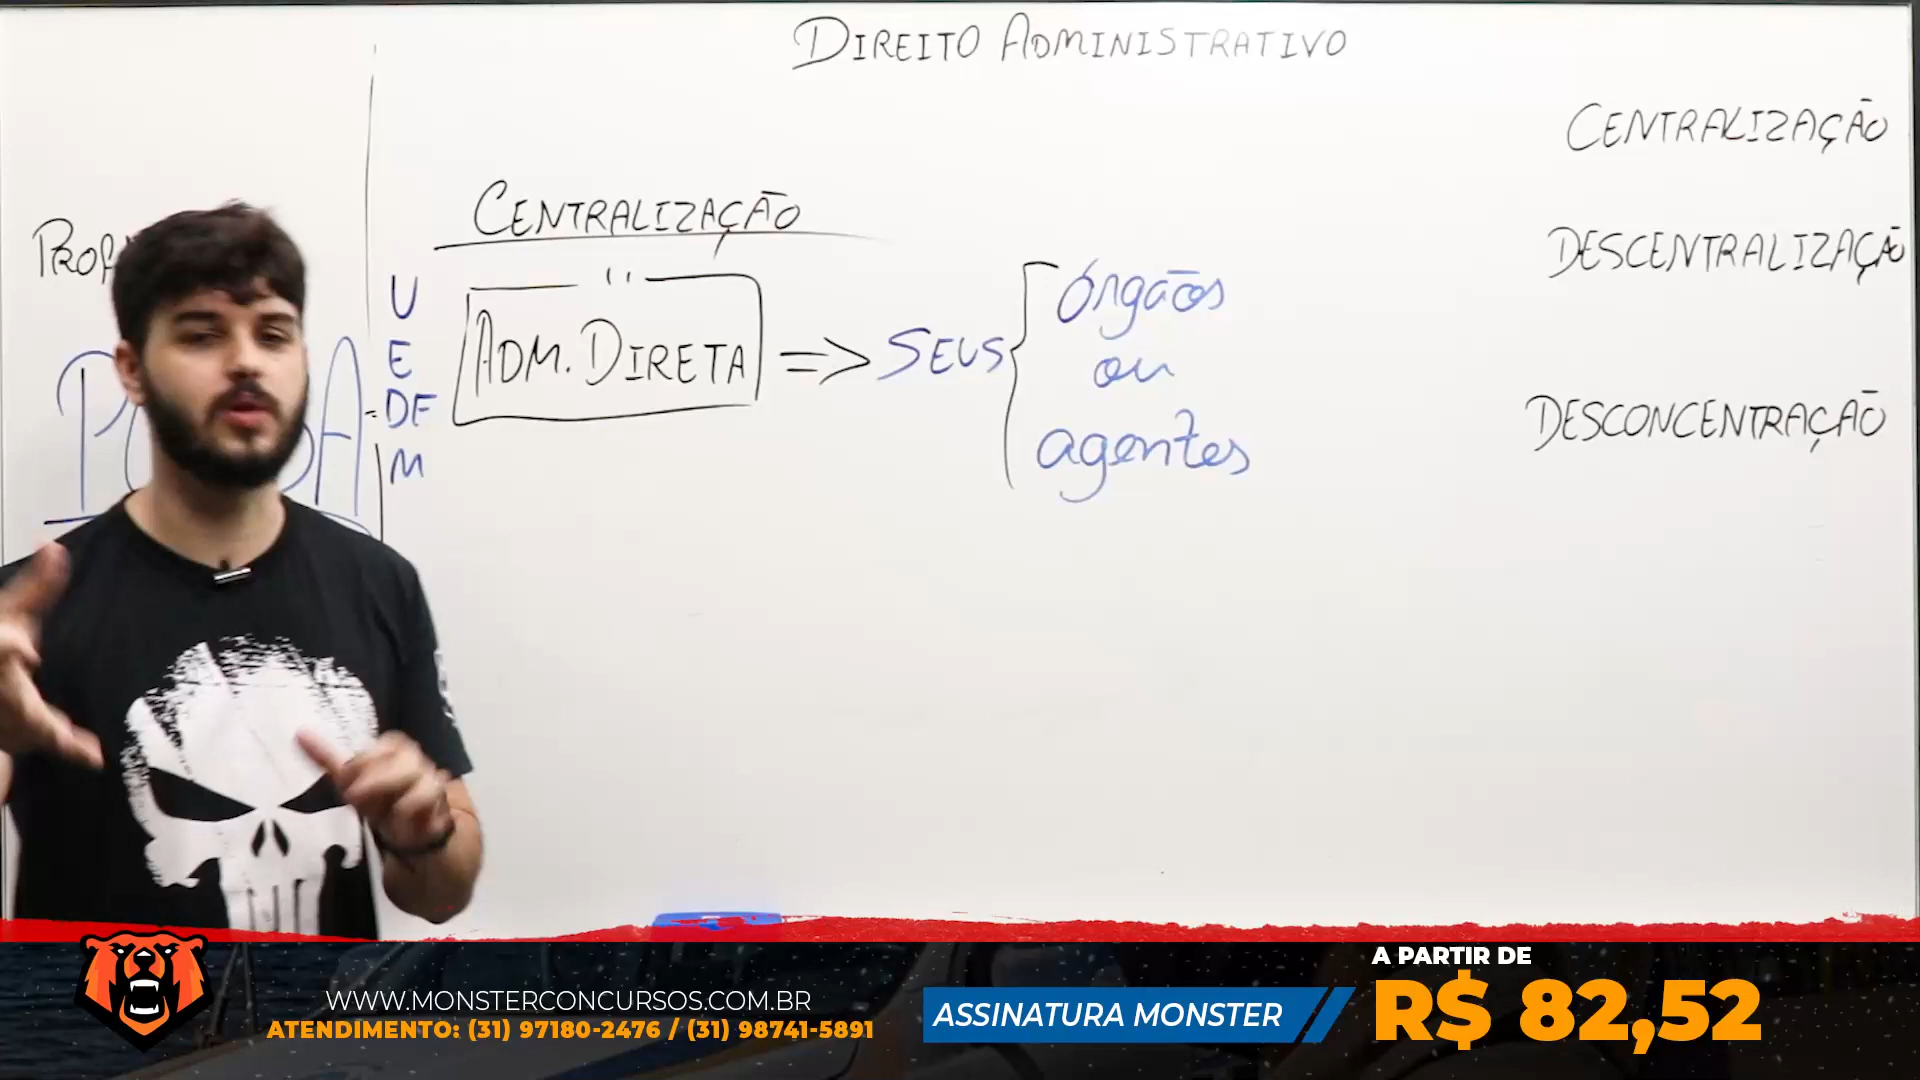 DIREITO ADMINISTRATIVO
CENTRALIZAÇÃO
DESCENTRALIZAÇÃO
DESCONCENTRAÇÃO
CENTRALIZAÇÃO
U
E
DF
M
ADM. DIRETA => SEUS
órgãos
ou
agentes
WWW.MONSTERCONCURSOS.COM.BR
ATENDIMENTO: (31) 97180-2476 / (31) 98741-5891
ASSINATURA MONSTER
A PARTIR DE
R$ 82,52